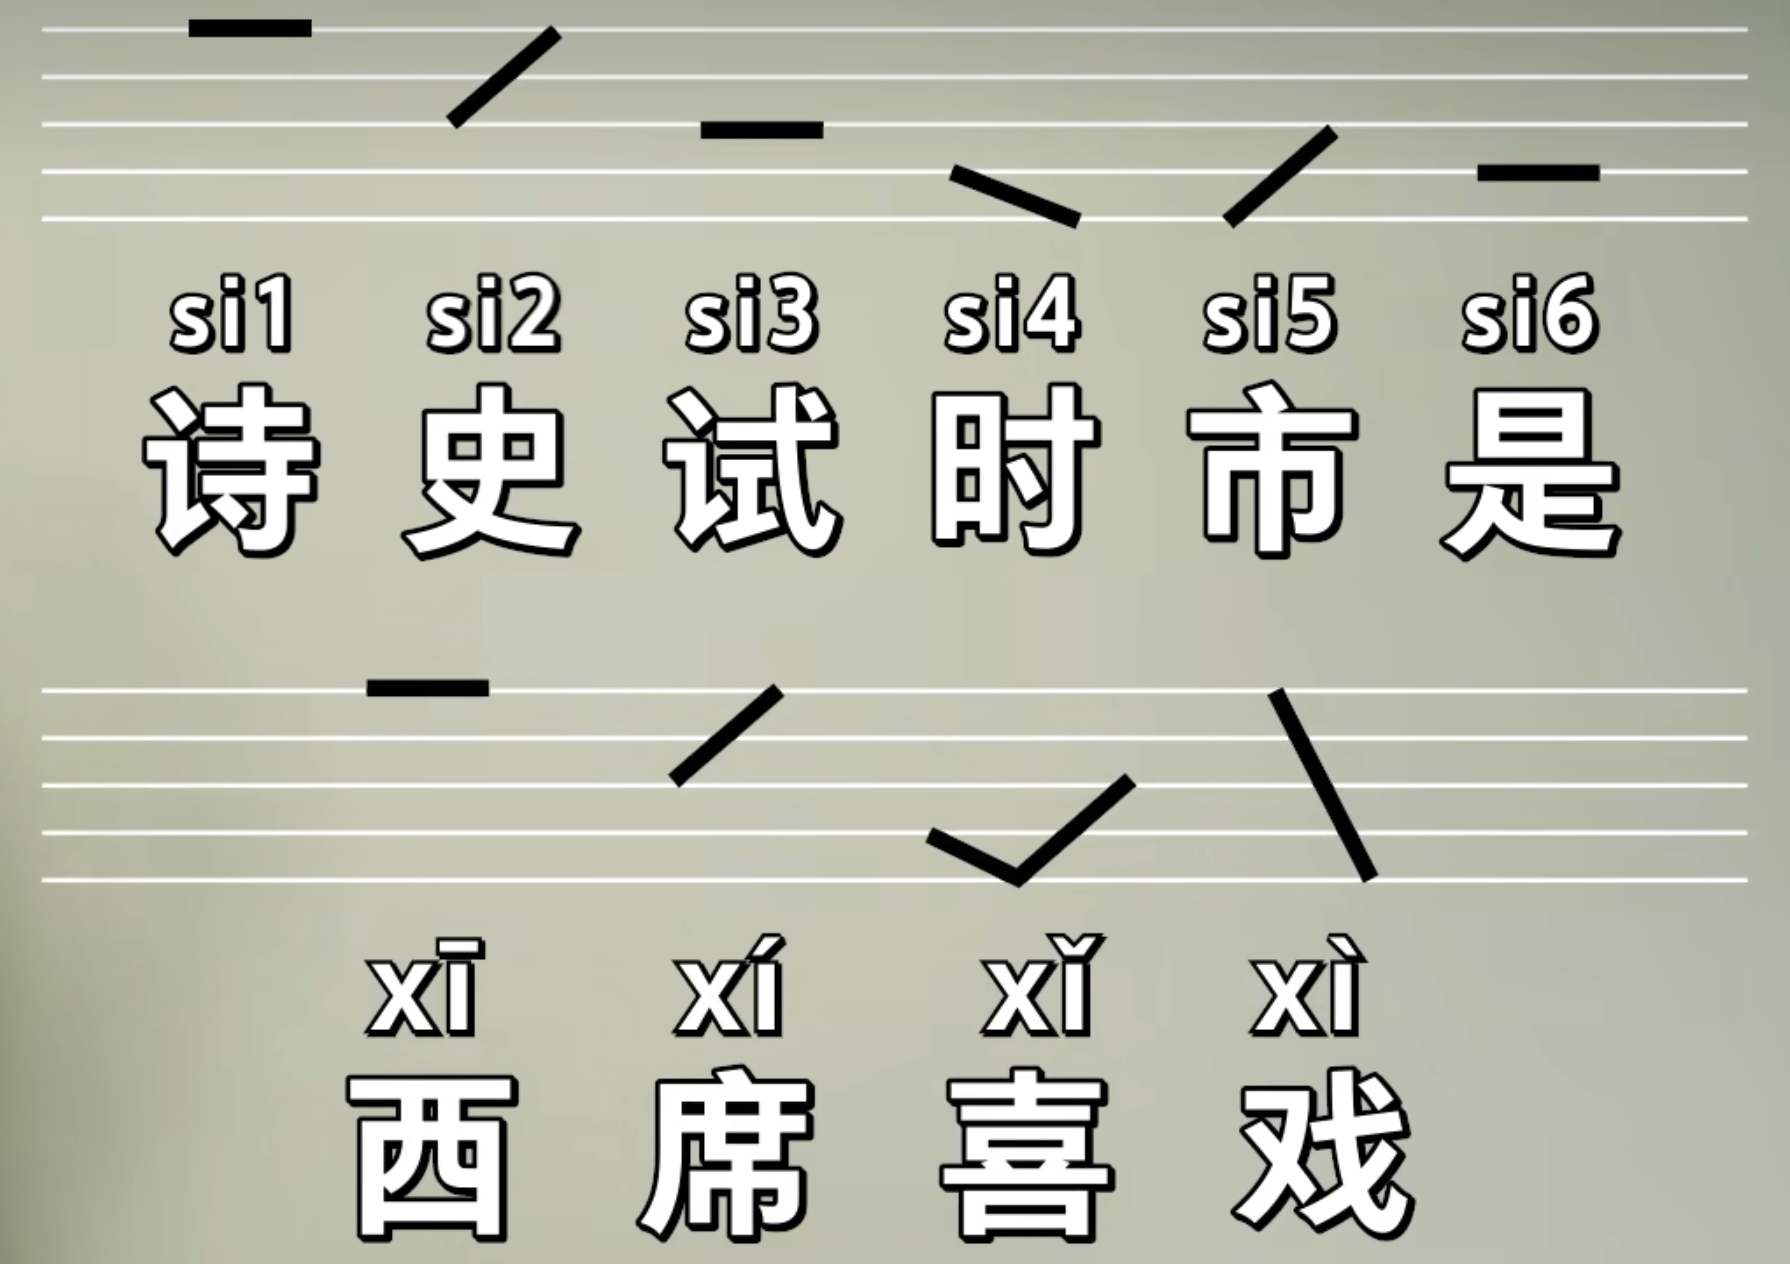 si1 si2 si3 si4 si5 si6
诗 史 试 时 市 是
xī xí xǐ xì
西 席 喜 戏